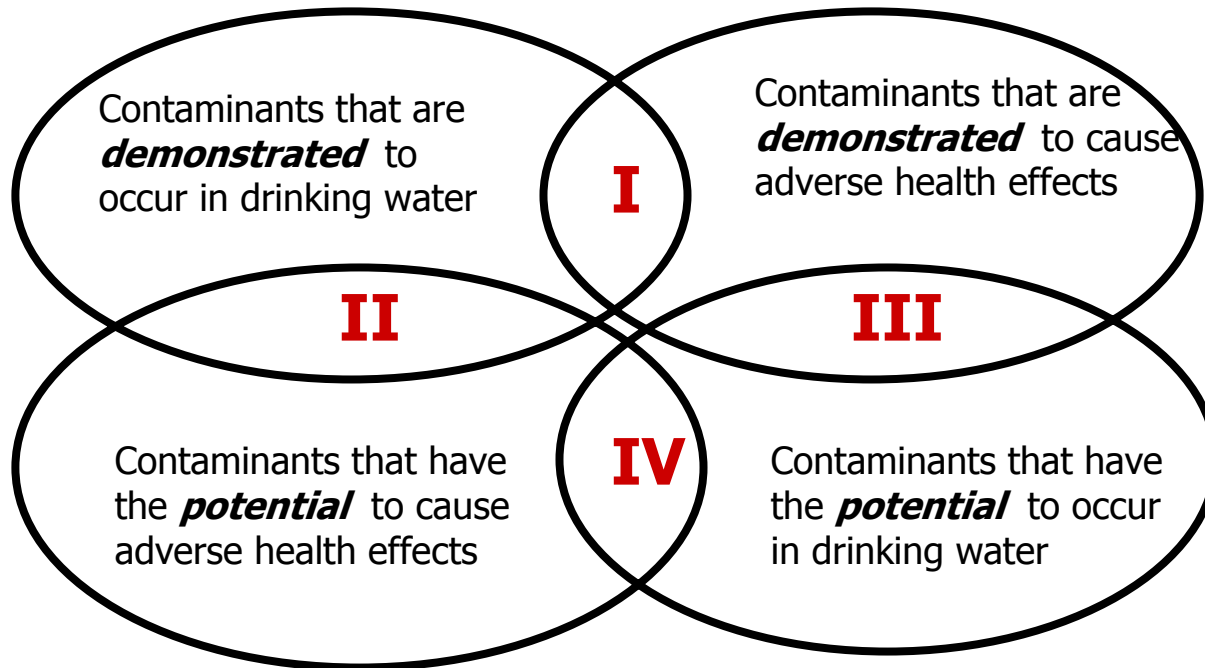 Contaminants that are
demonstrated to
occur in drinking water
I
Contaminants that are
demonstrated to cause
adverse health effects
II
III
Contaminants that have
the potential to cause
adverse health effects
IV
Contaminants that have
the potential to occur
in drinking water